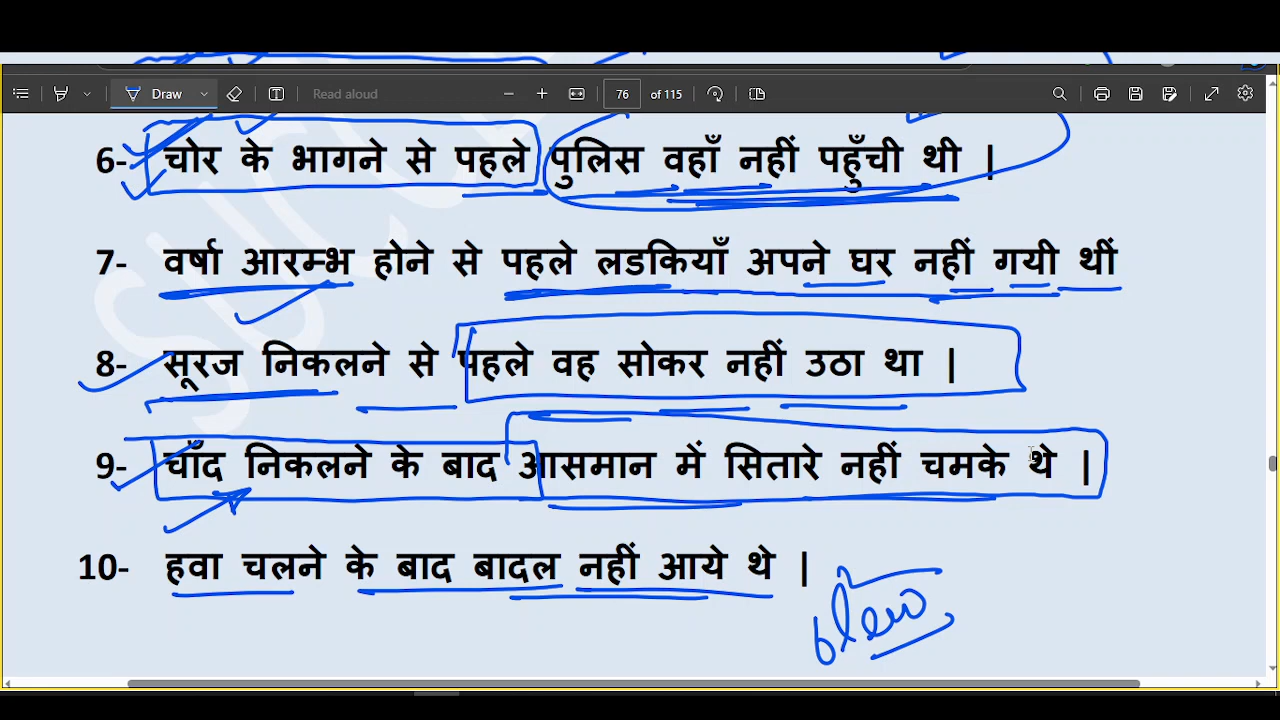 Draw
Read aloud
76
of 115
6- चोर के भागने से पहले पुलिस वहाँ नहीं पहुँची थी |
7- वर्षा आरम्भ होने से पहले लडकियाँ अपने घर नहीं गयी थीं
8- सूरज निकलने से पहले वह सोकर नहीं उठा था |
9- चाँद निकलने के बाद आसमान में सितारे नहीं चमके थे |
10- हवा चलने के बाद बादल नहीं आये थे |
blew